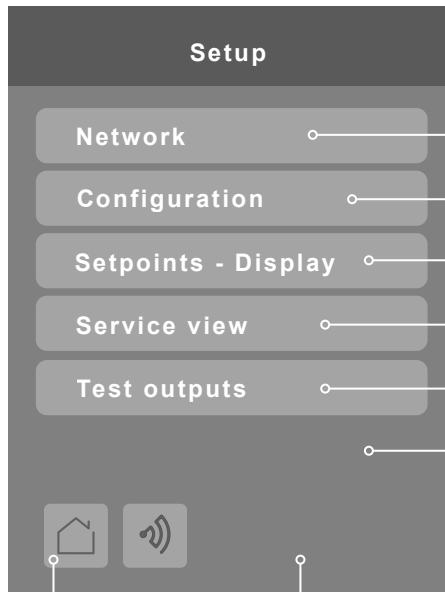 Setup
Network
Configuration
Setpoints - Display
Service view
Test outputs